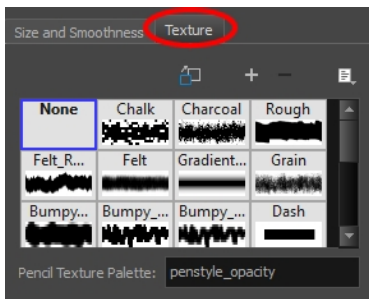 Size and Smoothness Texture
None Chalk Charcoal Rough
Felt_R... Felt Gradient... Grain
Bumpy... Bumpy_... Bumpy_... Dash
Pencil Texture Palette: penstyle_opacity